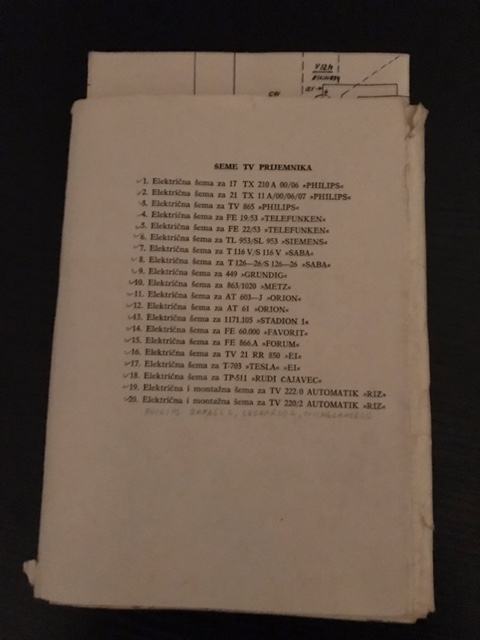 ŠEME TV PRIJEMNIKA
1. Električna šema za 17 TX 210 A 00/06 »PHILIPS«
2. Električna šema za 21 TX 11 A/00/06/07 »PHILIPS«
3. Električna šema za TV 865 »PHILIPS«
4. Električna šema za FE 19/53 »TELEFUNKEN«
5. Električna šema za FE 22/53 »TELEFUNKEN«
6. Električna šema za TL 953/SL 953 »SIEMENS«
7. Električna šema za T 116 V/S 116 V »SABA«
8. Električna šema za T 126—26/S 126—26 »SABA«
9. Električna šema za 449 »GRUNDIG«
10. Električna šema za 863/1020 »METZ«
11. Električna šema za AT 603—J »ORION«
12. Električna šema za AT 61 »ORION«
13. Električna šema za 1171.105 »STADION 1«
14. Električna šema za FE 60.000 »FAVORIT«
15. Električna šema za FE 866.A »FORUM«
16. Električna šema za TV 21 RR 850 »EI«
17. Električna šema za T-703 »TESLA« »EI«
18. Električna šema za TP-511 »RUDI CAJAVEC«
19. Električna i montažna šema za TV 222/0 AUTOMATIK »RIZ«
20. Električna i montažna šema za TV 220/2 AUTOMATIK »RIZ«